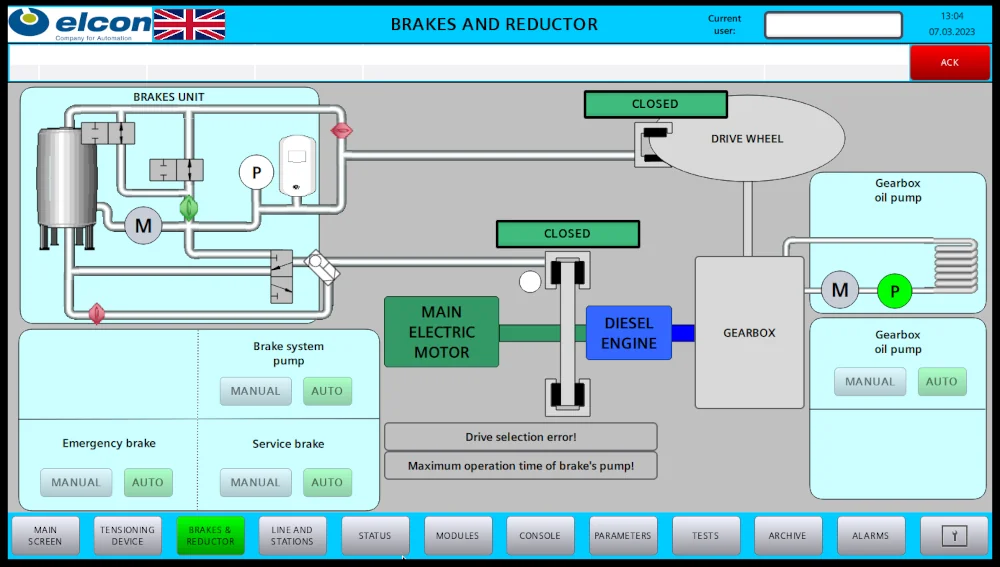 elcon
Company for Automation
BRAKES AND REDUCTOR
Current
user:
13:04
07.03.2023
ACK
BRAKES UNIT
CLOSED
DRIVE WHEEL
P
M
Gearbox
oil pump
CLOSED
M
P
MAIN
ELECTRIC
MOTOR
DIESEL
ENGINE
GEARBOX
Brake system
pump
MANUAL
AUTO
Gearbox
oil pump
MANUAL
AUTO
Emergency brake
MANUAL
AUTO
Service brake
MANUAL
AUTO
Drive selection error!
Maximum operation time of brake's pump!
MAIN
SCREEN
TENSIONING
DEVICE
BRAKES &
REDUCTOR
LINE AND
STATIONS
STATUS
MODULES
CONSOLE
PARAMETERS
TESTS
ARCHIVE
ALARMS